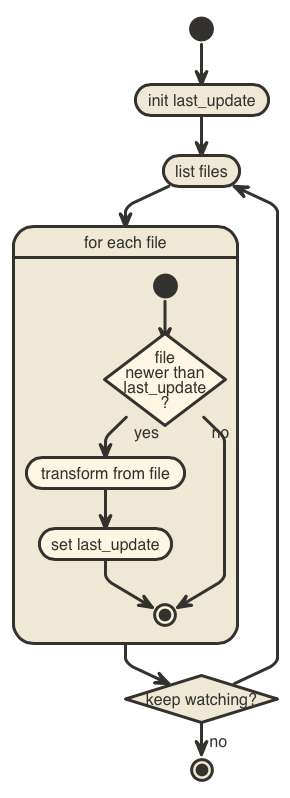 init last_update
list files
for each file
file
newer than
last_update
?
yes
no
transform from file
set last_update
keep watching?
no